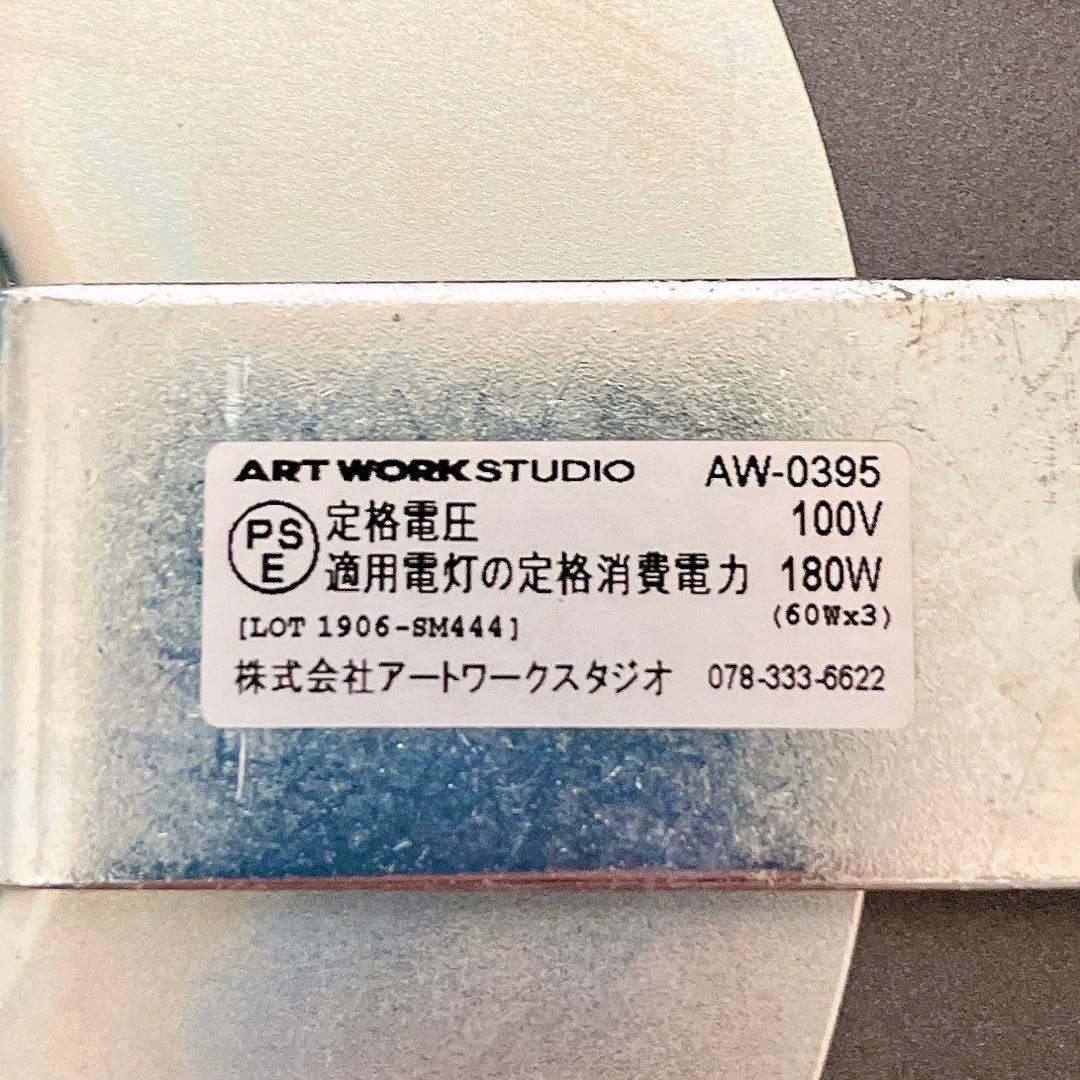 ART WORK STUDIO AW-0395
PS E 定格電圧 100V
適用電灯の定格消費電力 180W
(60Wx3)
[LOT 1906-SM444]
株式会社アートワークスタジオ 078-333-6622